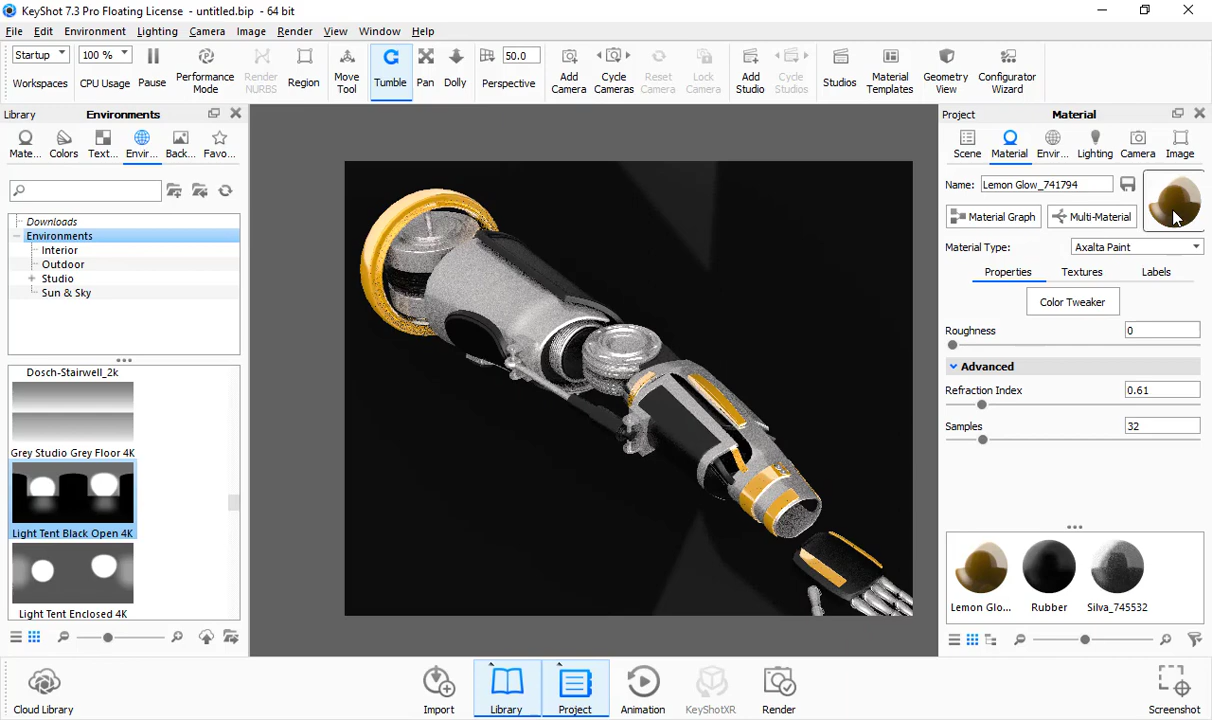 KeyShot 7.3 Pro Floating License - untitled.bip - 64 bit
File Edit Environment Lighting Camera Image Render View Window Help
Startup 100 % 50.0
Workspaces CPU Usage Pause Performance Mode Render NURBS Region Move Tool Tumble Pan Dolly Perspective Add Camera Cycle Cameras Reset Camera Lock Camera Add Studio Cycle Studios Studios Material Templates Geometry View Configurator Wizard
Library Environments
Mate... Colors Text... Envir... Back... Favo...
Downloads
Environments
Interior
Outdoor
Studio
Sun & Sky
Dosch-Stairwell_2k
Grey Studio Grey Floor 4K
Light Tent Black Open 4K
Light Tent Enclosed 4K
Project Material
Scene Material Envir... Lighting Camera Image
Name: Lemon Glow_741794
Material Graph Multi-Material
Material Type: Axalta Paint
Properties Textures Labels
Color Tweaker
Roughness 0
Advanced
Refraction Index 0.61
Samples 32
Lemon Glo... Rubber Silva_745532
Cloud Library Import Library Project Animation KeyShotXR Render Screenshot